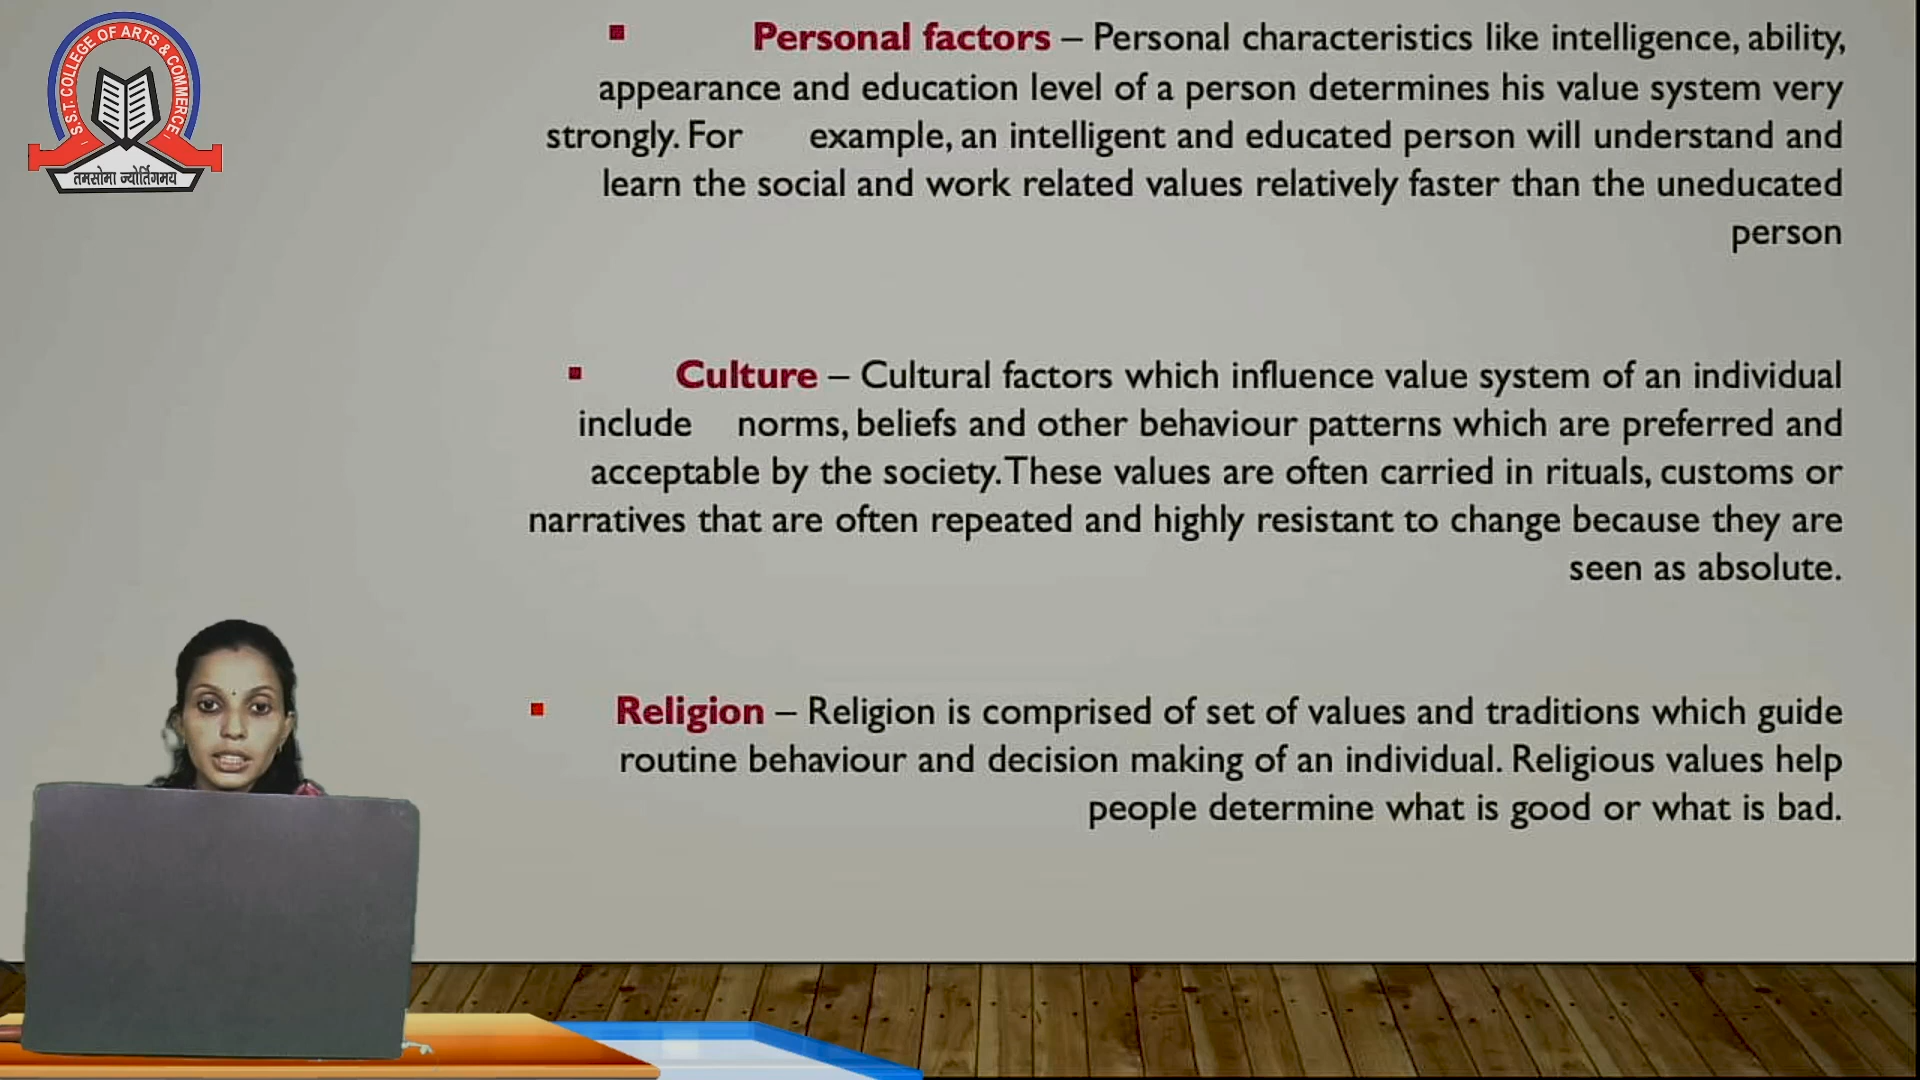 S.S.T. COLLEGE OF ARTS & COMMERCE
तमसोमा ज्योर्तिगमय
▪ Personal factors – Personal characteristics like intelligence, ability,
appearance and education level of a person determines his value system very
strongly. For example, an intelligent and educated person will understand and
learn the social and work related values relatively faster than the uneducated
person
▪ Culture – Cultural factors which influence value system of an individual
include norms, beliefs and other behaviour patterns which are preferred and
acceptable by the society. These values are often carried in rituals, customs or
narratives that are often repeated and highly resistant to change because they are
seen as absolute.
▪ Religion – Religion is comprised of set of values and traditions which guide
routine behaviour and decision making of an individual. Religious values help
people determine what is good or what is bad.